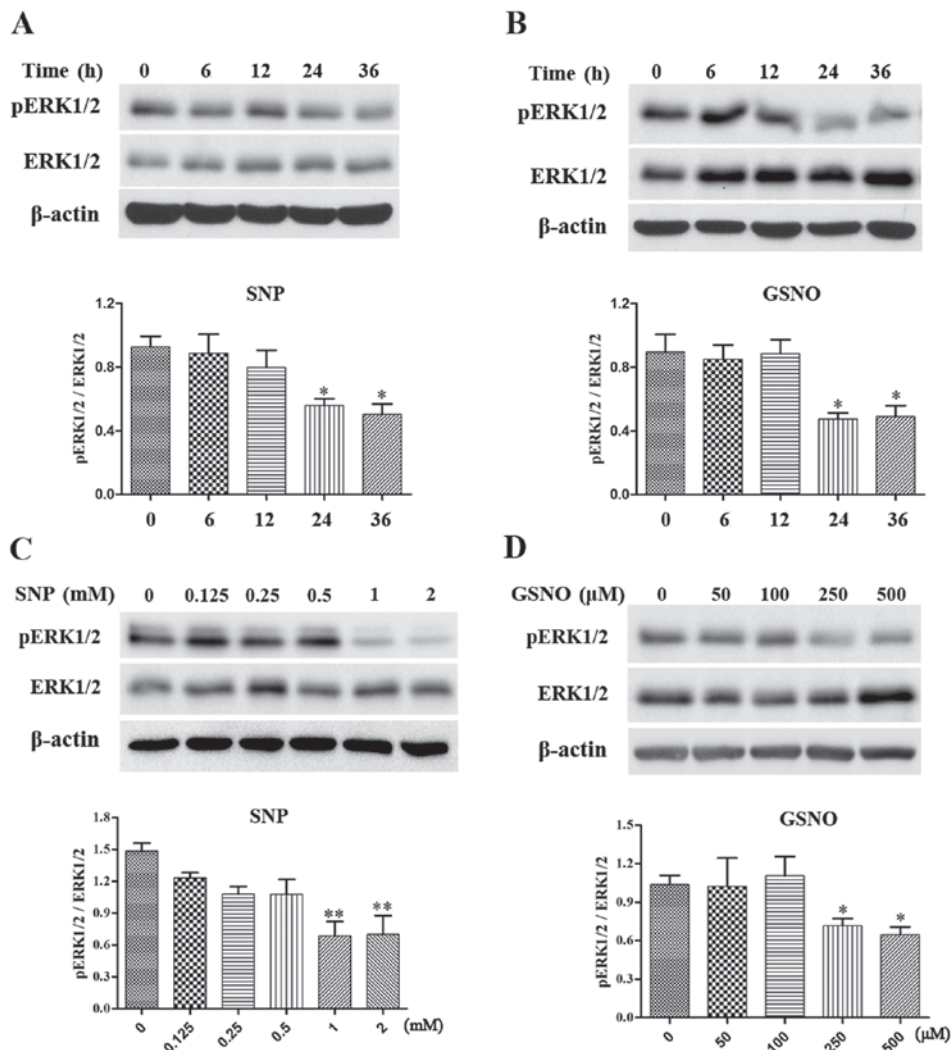 A
Time (h) 0 6 12 24 36
pERK1/2
ERK1/2
β-actin
SNP
pERK1/2 / ERK1/2
1.2
0.8
0.4
0.0
* *
0 6 12 24 36
B
Time (h) 0 6 12 24 36
pERK1/2
ERK1/2
β-actin
GSNO
pERK1/2 / ERK1/2
1.2
0.8
0.4
0.0
* *
0 6 12 24 36
C
SNP (mM) 0 0.125 0.25 0.5 1 2
pERK1/2
ERK1/2
β-actin
SNP
pERK1/2 / ERK1/2
1.8
1.5
1.2
0.9
0.6
0.3
0.0
** **
0 0.125 0.25 0.5 1 2 (mM)
D
GSNO (μM) 0 50 100 250 500
pERK1/2
ERK1/2
β-actin
GSNO
pERK1/2 / ERK1/2
1.5
1.2
0.9
0.6
0.3
0.0
* *
0 50 100 250 500 (μM)